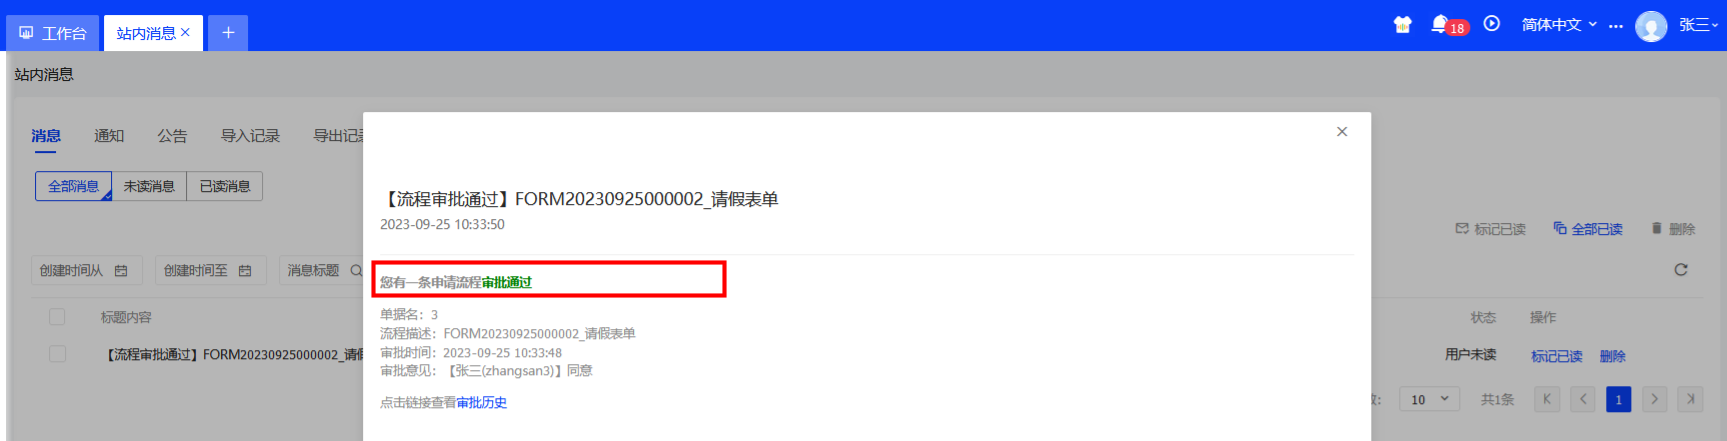 工作台
站内消息
18
简体中文
张三
站内消息
消息 通知 公告 导入记录 导出记
全部消息 未读消息 已读消息
标记已读 全部已读 删除
创建时间从 创建时间至 消息标题
标题内容 状态 操作
【流程审批通过】FORM20230925000002_请 用户未读 标记已读 删除
10 共1条 1
【流程审批通过】FORM20230925000002_请假表单
2023-09-25 10:33:50
您有一条申请流程审批通过
单据名：3
流程描述：FORM20230925000002_请假表单
审批时间：2023-09-25 10:33:48
审批意见：【张三(zhangsan3)】同意
点击链接查看审批历史